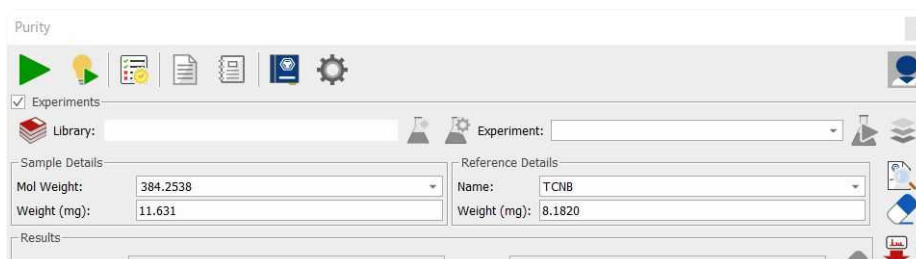 Purity
Experiments
Library:
Experiment:
Sample Details
Reference Details
Mol Weight: 384.2538
Name: TCNB
Weight (mg): 11.631
Weight (mg): 8.1820
Results